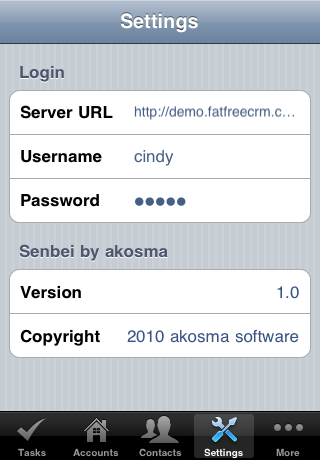 Settings
Login
Server URL http://demo.fatfreecrm.c...
Username cindy
Password ●●●●●
Senbei by akosma
Version 1.0
Copyright 2010 akosma software
Tasks Accounts Contacts Settings More